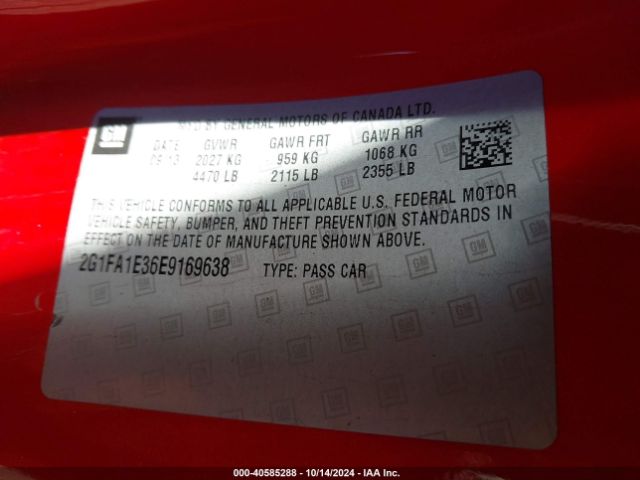 GM
MFD BY GENERAL MOTORS OF CANADA LTD.
DATE GVWR GAWR FRT GAWR RR
09/13 2027 KG 959 KG 1068 KG
4470 LB 2115 LB 2355 LB
THIS VEHICLE CONFORMS TO ALL APPLICABLE U.S. FEDERAL MOTOR
VEHICLE SAFETY, BUMPER, AND THEFT PREVENTION STANDARDS IN
EFFECT ON THE DATE OF MANUFACTURE SHOWN ABOVE.
2G1FA1E36E9169638 TYPE: PASS CAR
000-40585288 - 10/14/2024 - IAA Inc.